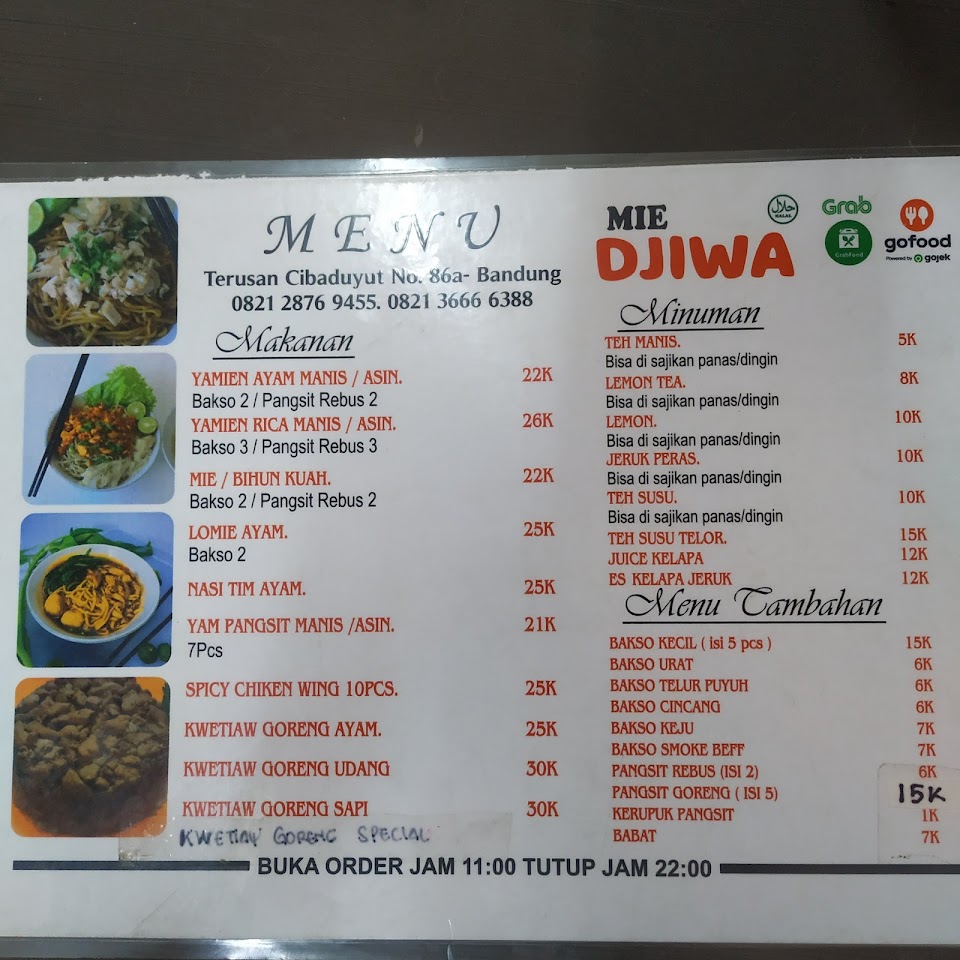 MENU
Terusan Cibaduyut No. 86a- Bandung
0821 2876 9455. 0821 3666 6388
Makanan
YAMIEN AYAM MANIS / ASIN. 22K
Bakso 2 / Pangsit Rebus 2
YAMIEN RICA MANIS / ASIN. 26K
Bakso 3 / Pangsit Rebus 3
MIE / BIHUN KUAH. 22K
Bakso 2 / Pangsit Rebus 2
LOMIE AYAM. 25K
Bakso 2
NASI TIM AYAM. 25K
YAM PANGSIT MANIS /ASIN. 21K
7Pcs
SPICY CHIKEN WING 10PCS. 25K
KWETIAW GORENG AYAM. 25K
KWETIAW GORENG UDANG 30K
KWETIAW GORENG SAPI 30K
KWETIAW GORENG SPECIAL
MIE
DJIWA
حلال
HALAL
Grab
GrabFood
gofood
Powered by gojek
Minuman
TEH MANIS. 5K
Bisa di sajikan panas/dingin
LEMON TEA. 8K
Bisa di sajikan panas/dingin
LEMON. 10K
Bisa di sajikan panas/dingin
JERUK PERAS. 10K
Bisa di sajikan panas/dingin
TEH SUSU. 10K
Bisa di sajikan panas/dingin
TEH SUSU TELOR. 15K
JUICE KELAPA 12K
ES KELAPA JERUK 12K
Menu Tambahan
BAKSO KECIL ( isi 5 pcs ) 15K
BAKSO URAT 6K
BAKSO TELUR PUYUH 6K
BAKSO CINCANG 6K
BAKSO KEJU 7K
BAKSO SMOKE BEFF 7K
PANGSIT REBUS (ISI 2) 6K
PANGSIT GORENG ( ISI 5) 15K
KERUPUK PANGSIT 1K
BABAT 7K
BUKA ORDER JAM 11:00 TUTUP JAM 22:00